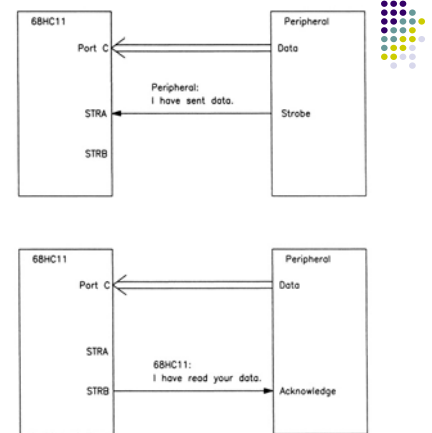 68HC11
Peripheral
Port C
Data
Peripheral:
I have sent data.
STRA
Strobe
STRB
68HC11
Peripheral
Port C
Data
STRA
68HC11:
I have read your data.
STRB
Acknowledge